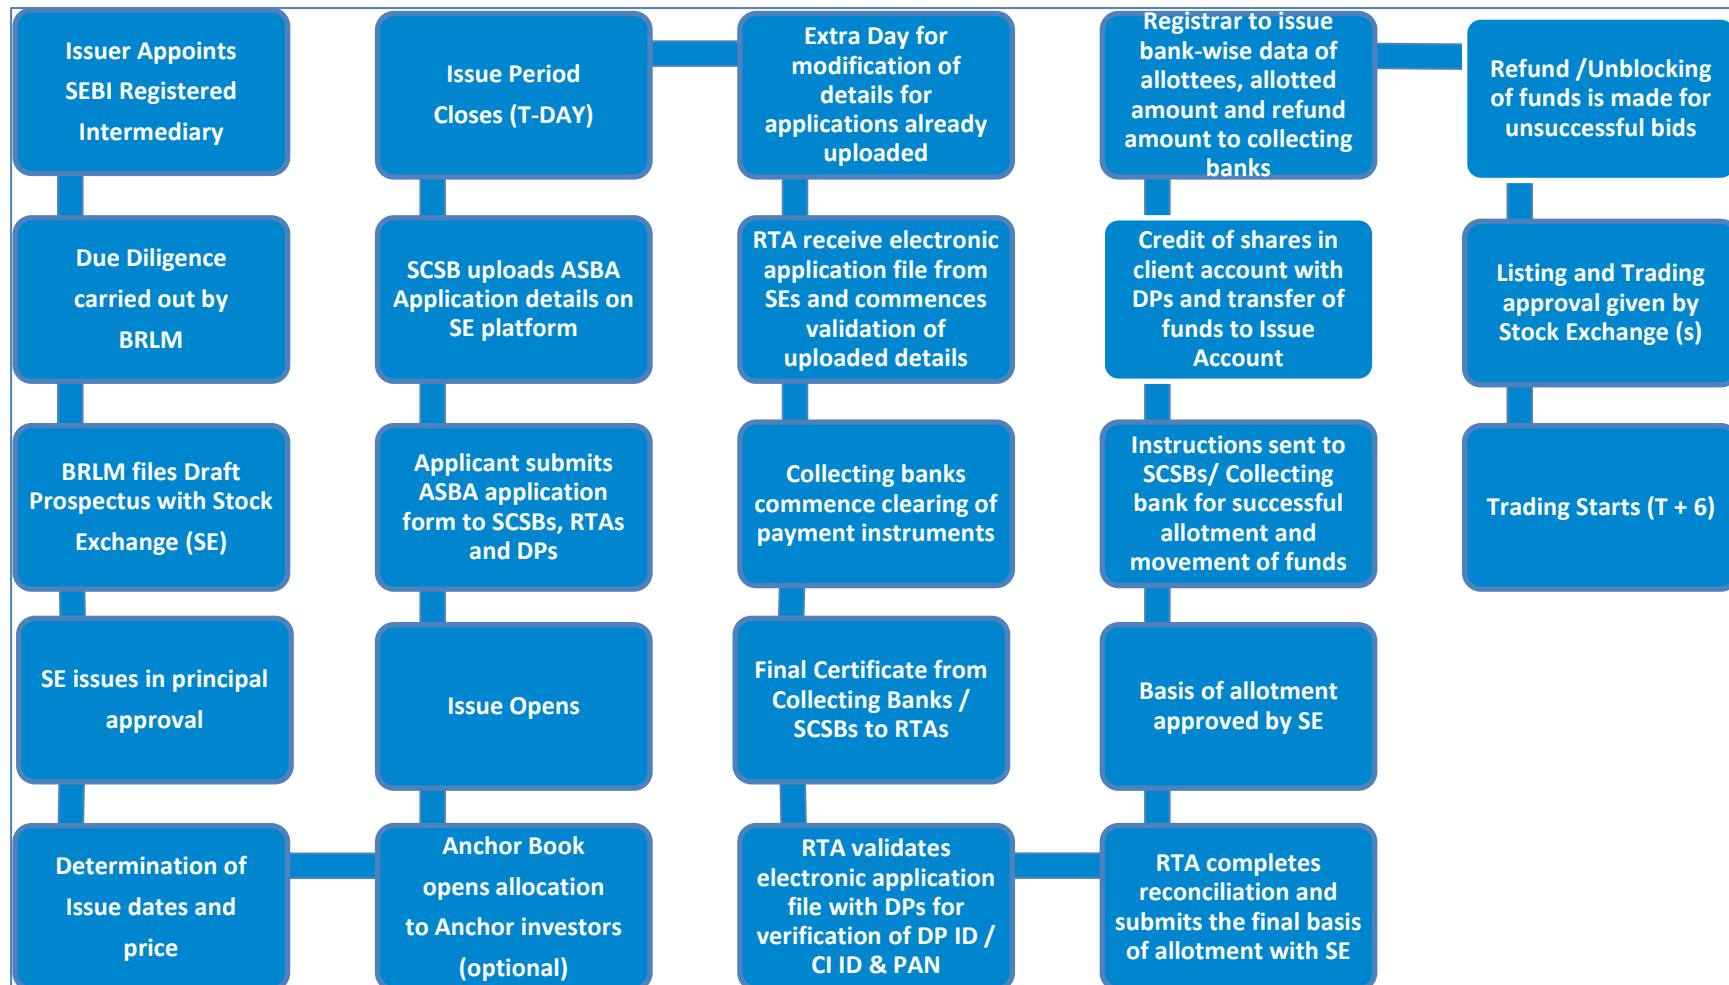 Issuer Appoints
SEBI Registered
Intermediary
Due Diligence
carried out by
BRLM
BRLM files Draft
Prospectus with Stock
Exchange (SE)
SE issues in principal
approval
Determination of
Issue dates and
price
Anchor Book
opens allocation
to Anchor investors
(optional)
Issue Opens
Applicant submits
ASBA application
form to SCSBs, RTAs
and DPs
SCSB uploads ASBA
Application details on
SE platform
Issue Period
Closes (T-DAY)
Extra Day for
modification of
details for
applications already
uploaded
RTA receive electronic
application file from
SEs and commences
validation of
uploaded details
Collecting banks
commence clearing of
payment instruments
Final Certificate from
Collecting Banks /
SCSBs to RTAs
RTA validates
electronic application
file with DPs for
verification of DP ID /
CI ID & PAN
RTA completes
reconciliation and
submits the final basis
of allotment with SE
Basis of allotment
approved by SE
Instructions sent to
SCSBs/ Collecting
bank for successful
allotment and
movement of funds
Credit of shares in
client account with
DPs and transfer of
funds to Issue
Account
Registrar to issue
bank-wise data of
allottees, allotted
amount and refund
amount to collecting
banks
Refund /Unblocking
of funds is made for
unsuccessful bids
Listing and Trading
approval given by
Stock Exchange (s)
Trading Starts (T + 6)